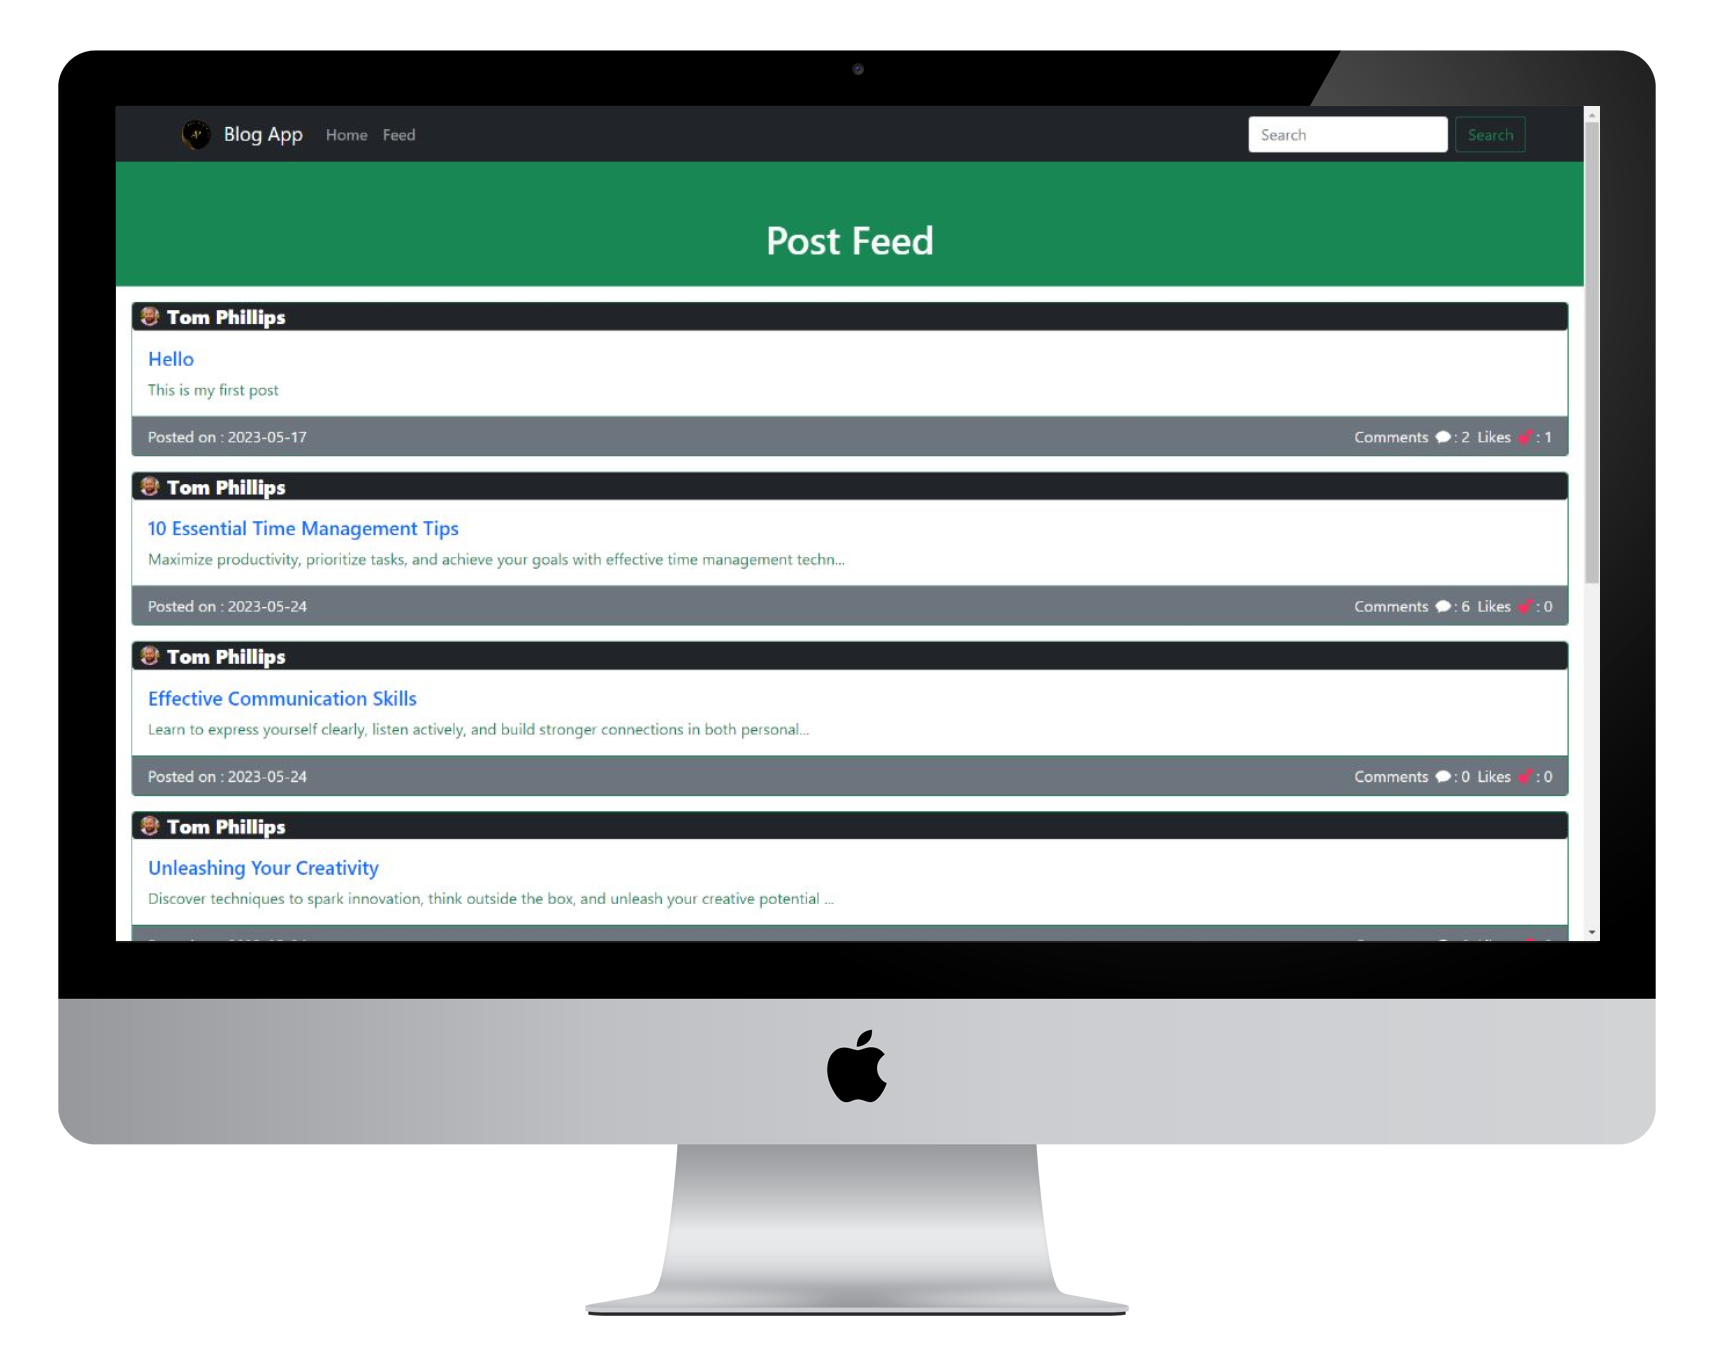 Blog App Home Feed Search Search
Post Feed
Tom Phillips
Hello
This is my first post
Posted on : 2023-05-17 Comments : 2 Likes : 1
Tom Phillips
10 Essential Time Management Tips
Maximize productivity, prioritize tasks, and achieve your goals with effective time management techn...
Posted on : 2023-05-24 Comments : 6 Likes : 0
Tom Phillips
Effective Communication Skills
Learn to express yourself clearly, listen actively, and build stronger connections in both personal...
Posted on : 2023-05-24 Comments : 0 Likes : 0
Tom Phillips
Unleashing Your Creativity
Discover techniques to spark innovation, think outside the box, and unleash your creative potential ...